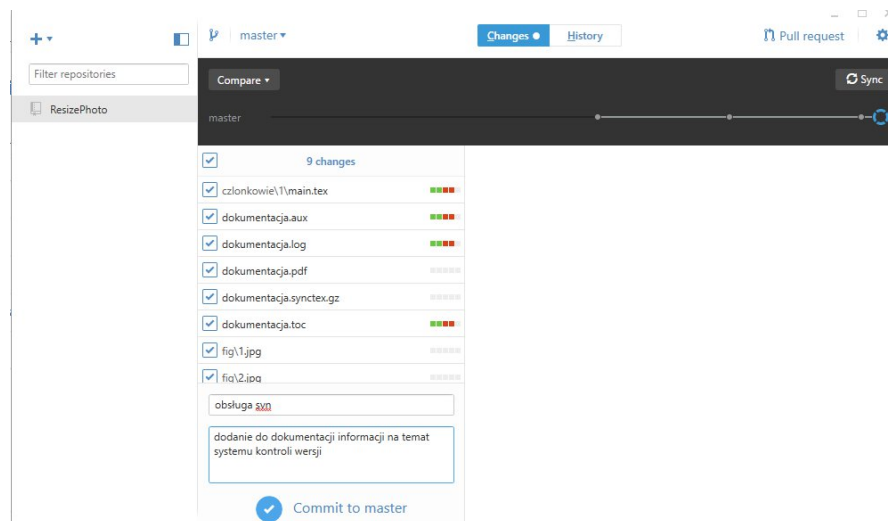 master
Changes
History
Pull request
Filter repositories
Compare
Sync
ResizePhoto
master
9 changes
czlonkowie\1\main.tex
dokumentacja.aux
dokumentacja.log
dokumentacja.pdf
dokumentacja.synctex.gz
dokumentacja.toc
fig\1.jpg
fig\2.jpg
obsługa svn
dodanie do dokumentacji informacji na temat
systemu kontroli wersji
Commit to master